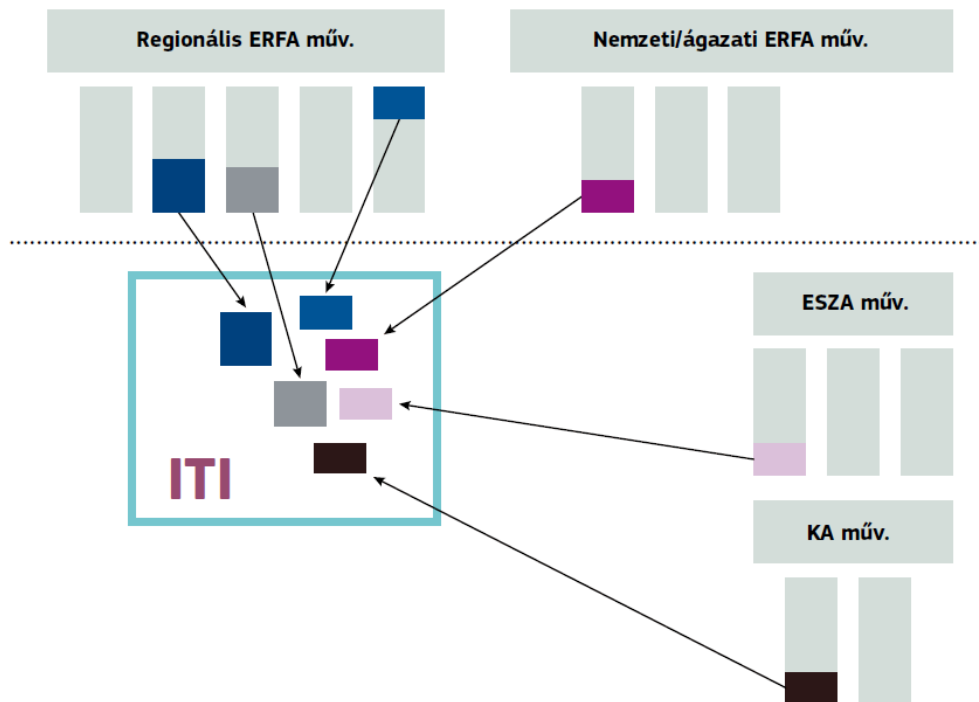 Regionális ERFA műv.
Nemzeti/ágazati ERFA műv.
ESZA műv.
ITI
KA műv.